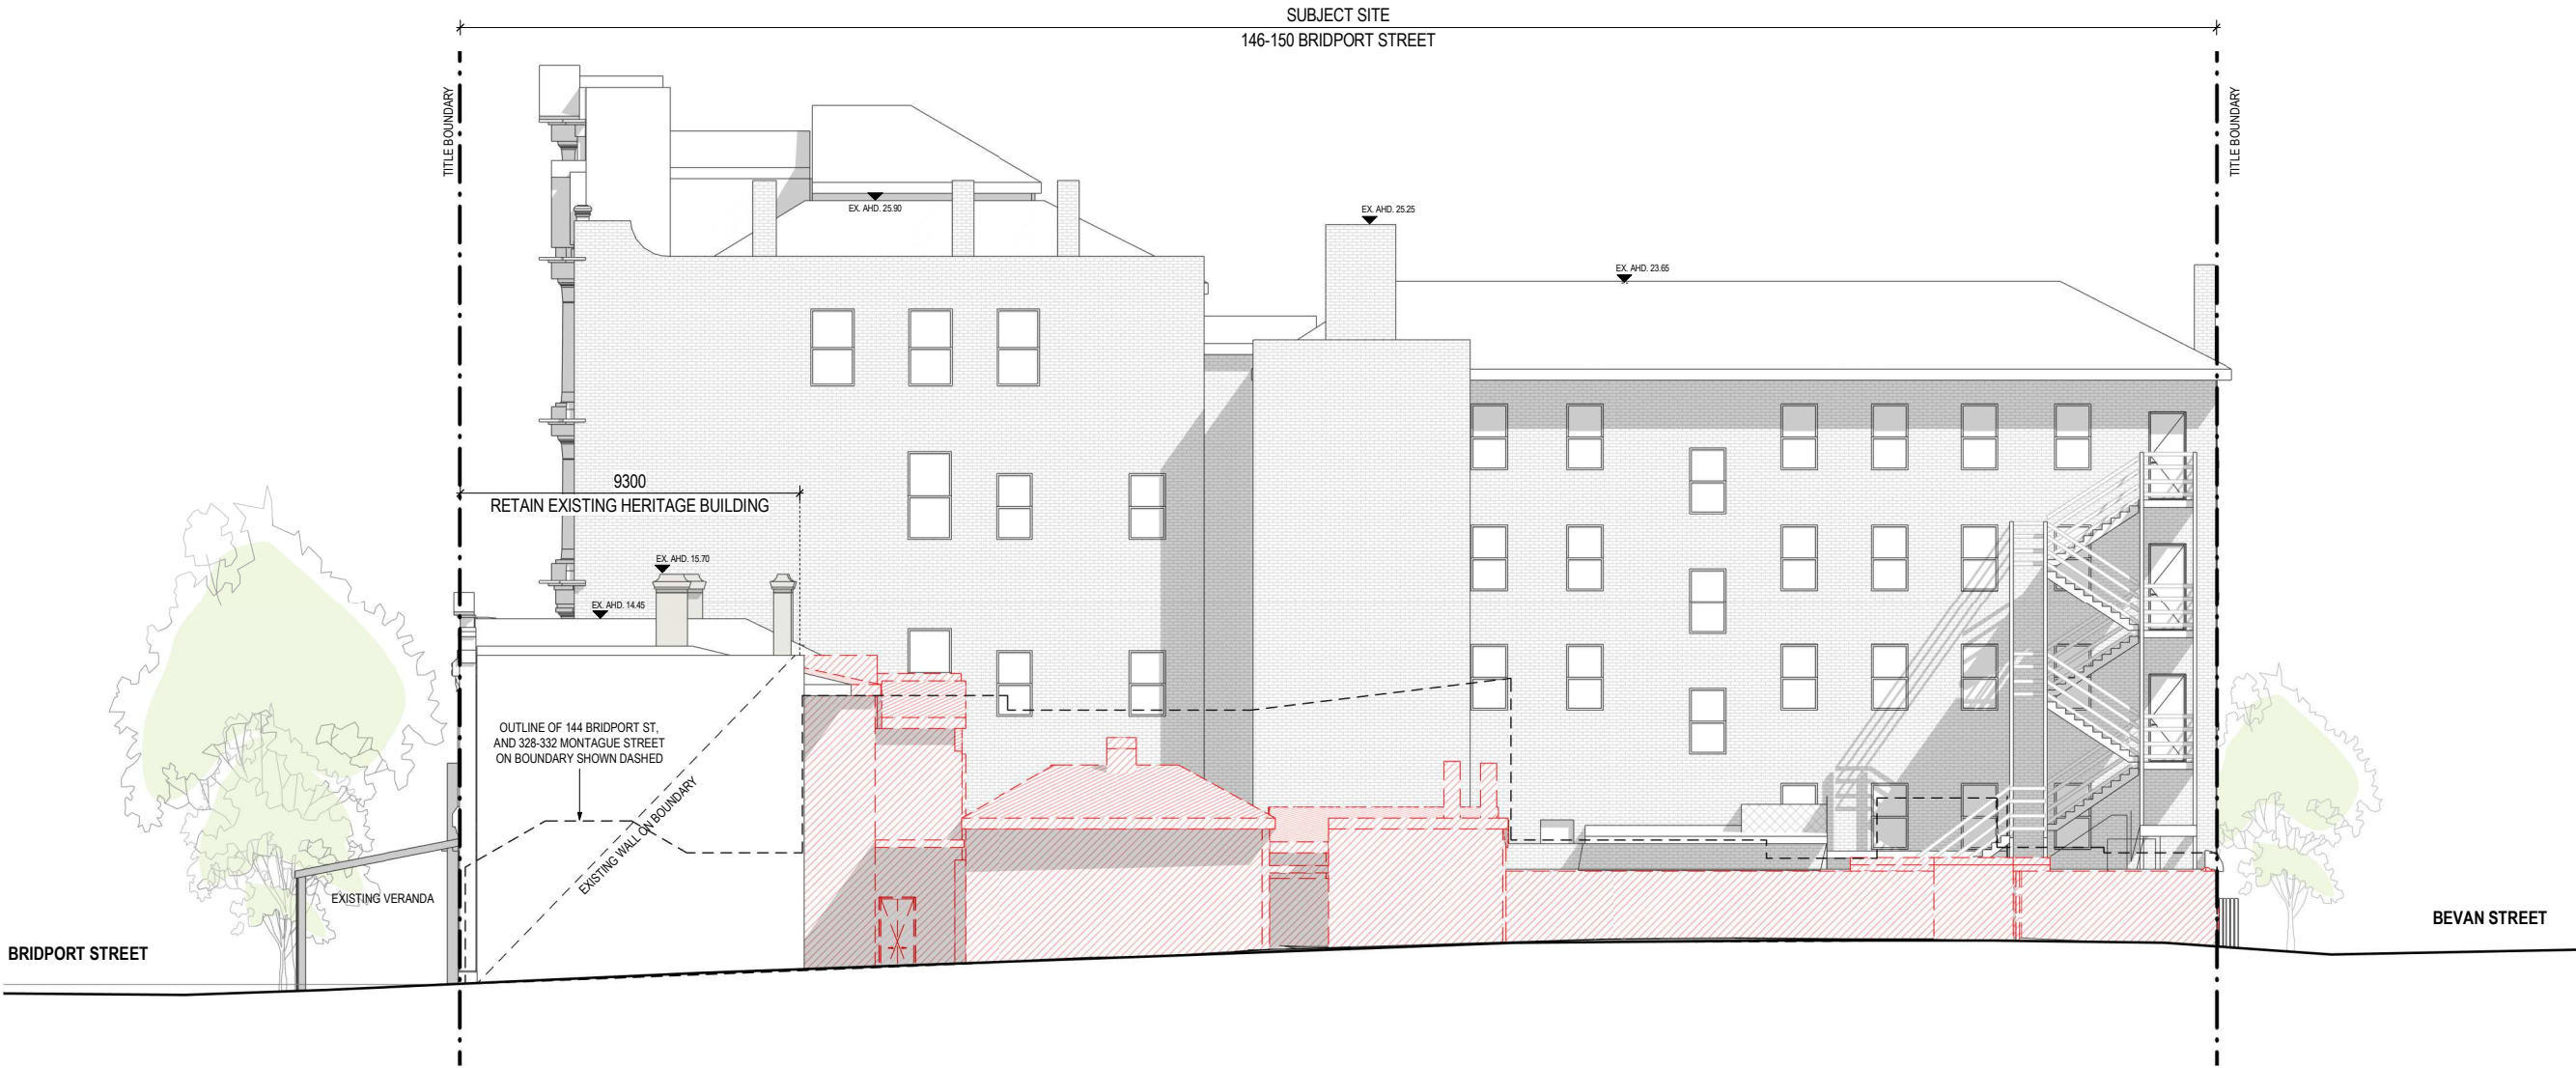 SUBJECT SITE
146-150 BRIDPORT STREET
TITLE BOUNDARY
TITLE BOUNDARY
EX. AHD. 25.90
EX. AHD. 25.25
EX. AHD. 23.65
9300
RETAIN EXISTING HERITAGE BUILDING
EX. AHD. 15.70
EX. AHD. 14.45
OUTLINE OF 144 BRIDPORT ST,
AND 328-332 MONTAGUE STREET
ON BOUNDARY SHOWN DASHED
EXISTING WALL ON BOUNDARY
EXISTING VERANDA
BRIDPORT STREET
BEVAN STREET